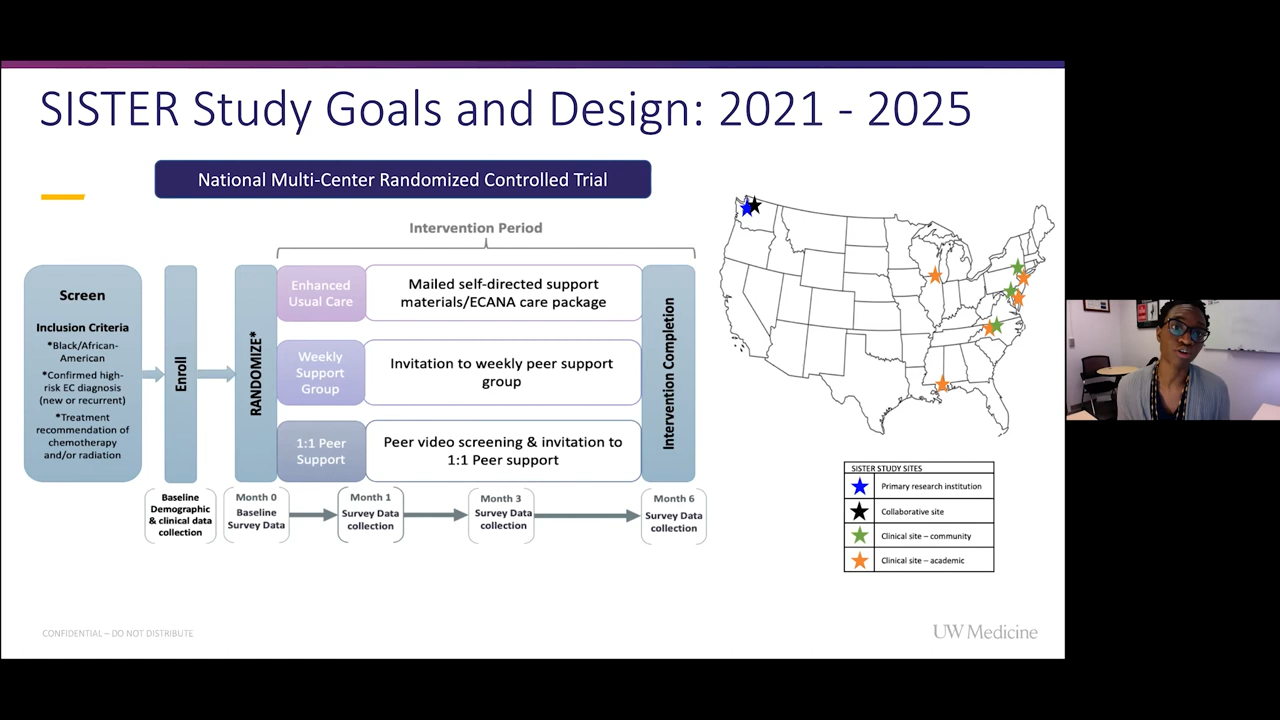 SISTER Study Goals and Design: 2021 - 2025
National Multi-Center Randomized Controlled Trial
Intervention Period
Screen
Inclusion Criteria
*Black/African-
American
*Confirmed high-
risk EC diagnosis
(new or recurrent)
*Treatment
recommendation of
chemotherapy
and/or radiation
Enroll
RANDOMIZE*
Enhanced
Usual Care
Mailed self-directed support
materials/ECANA care package
Weekly
Support
Group
Invitation to weekly peer support
group
1:1 Peer
Support
Peer video screening & invitation to
1:1 Peer support
Intervention Completion
Baseline
Demographic
& clinical data
collection
Month 0
Baseline
Survey Data
Month 1
Survey Data
collection
Month 3
Survey Data
collection
Month 6
Survey Data
collection
SISTER STUDY SITES
Primary research institution
Collaborative site
Clinical site – community
Clinical site – academic
CONFIDENTIAL – DO NOT DISTRIBUTE
UW Medicine